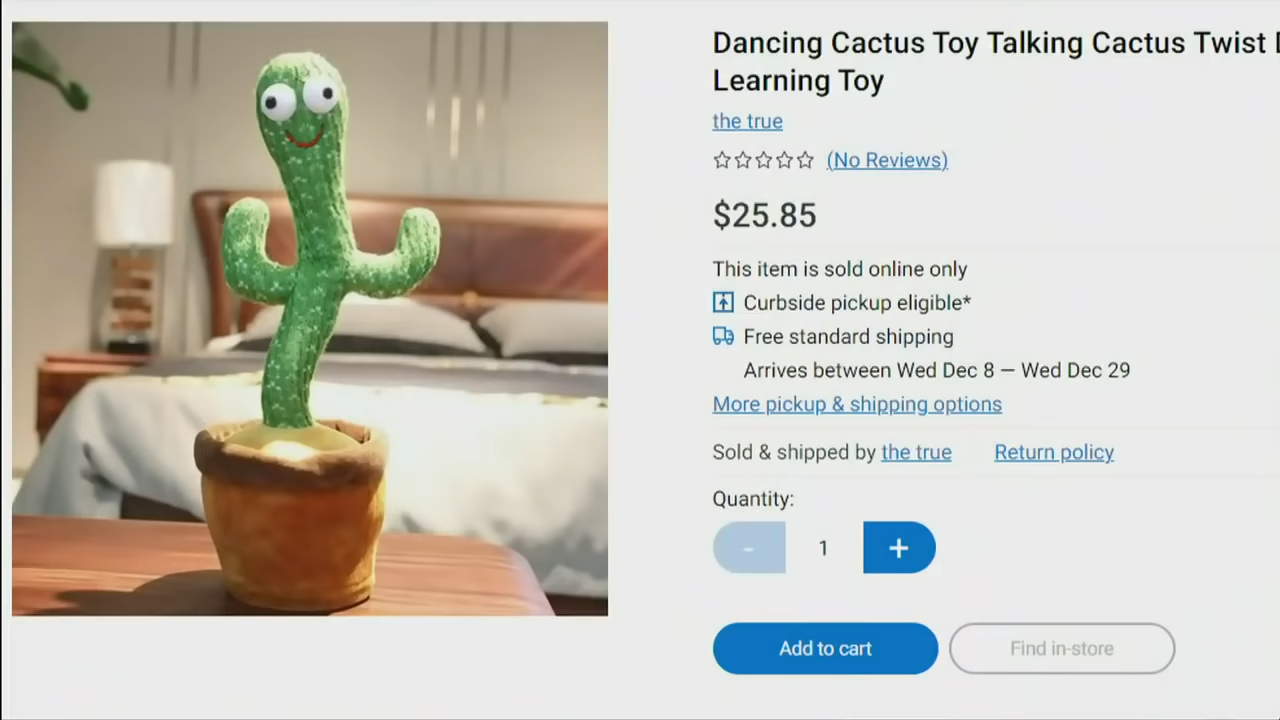 Dancing Cactus Toy Talking Cactus Twist
Learning Toy
the true
(No Reviews)
$25.85
This item is sold online only
Curbside pickup eligible*
Free standard shipping
Arrives between Wed Dec 8 – Wed Dec 29
More pickup & shipping options
Sold & shipped by the true Return policy
Quantity:
- 1 +
Add to cart Find in-store